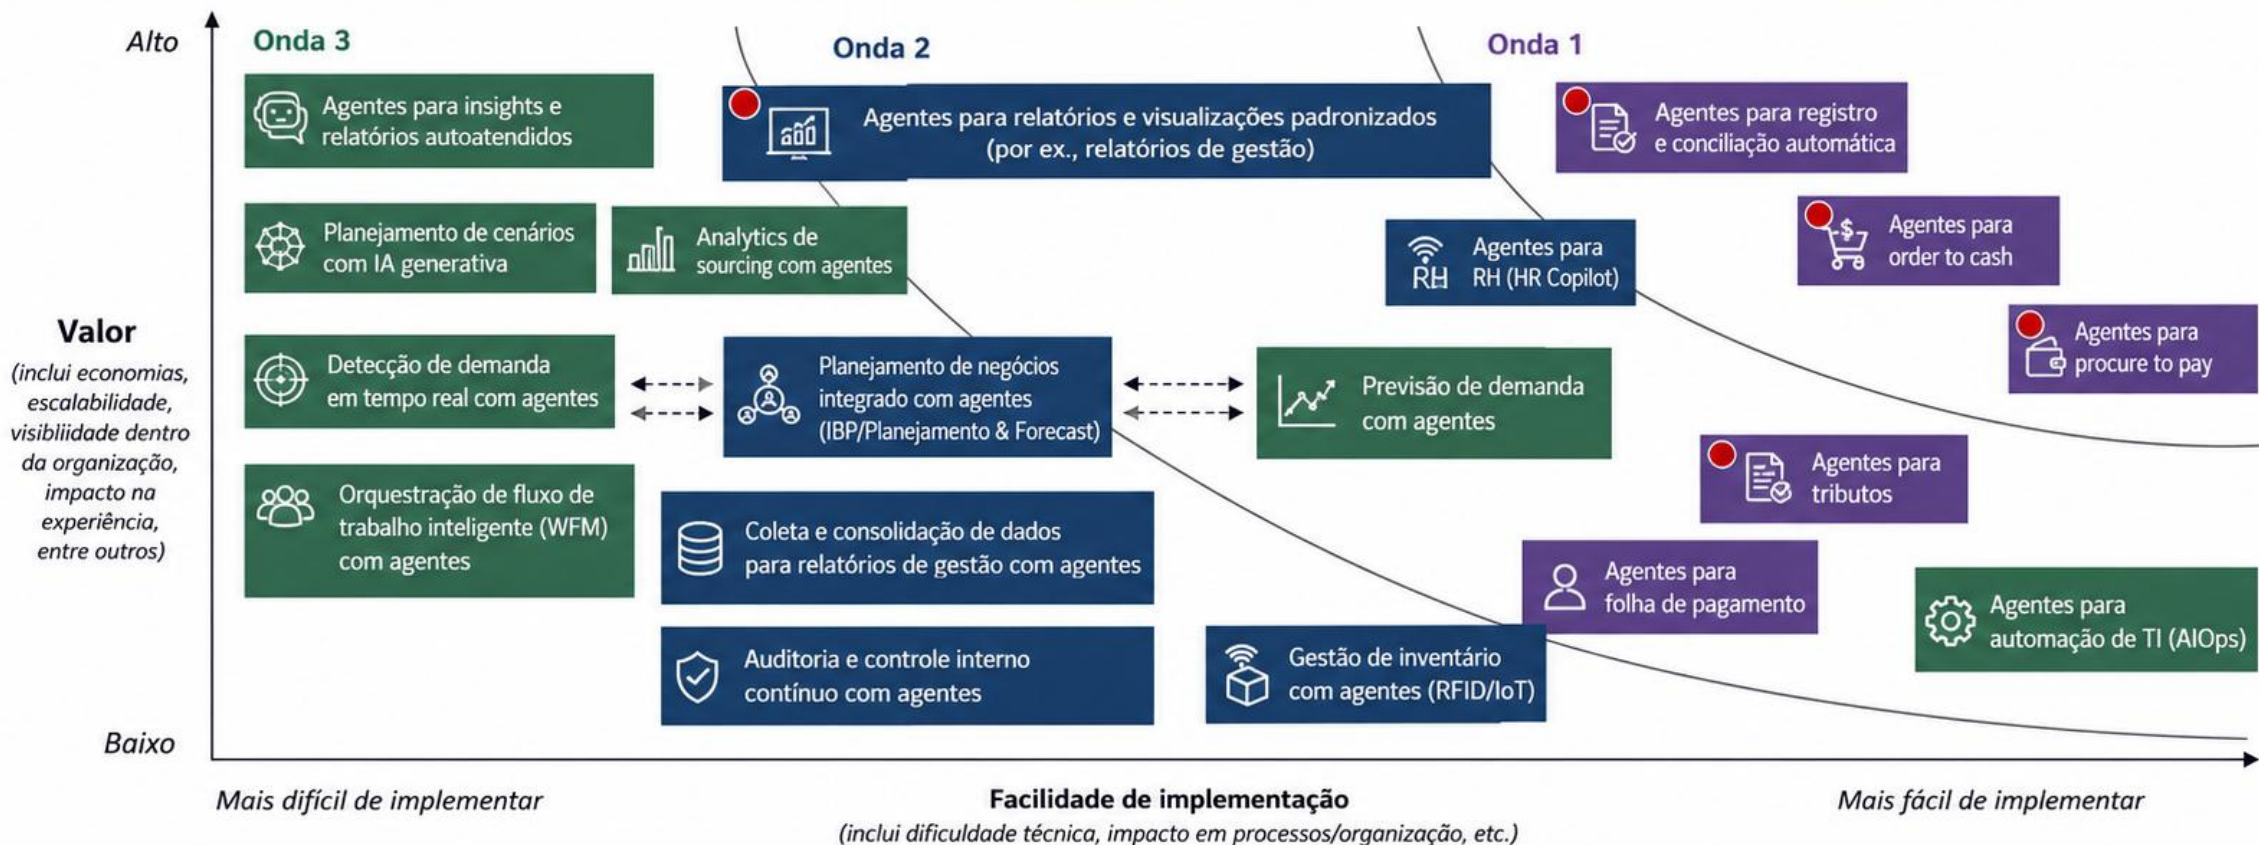 Alto
Onda 3
Onda 2
Onda 1
Agentes para insights e
relatórios autoatendidos
Agentes para relatórios e visualizações padronizados
(por ex., relatórios de gestão)
Agentes para registro
e conciliação automática
Planejamento de cenários
com IA generativa
Analytics de
sourcing com agentes
RH
Agentes para
RH (HR Copilot)
$
Agentes para
order to cash
Valor
(inclui economias,
escalabilidade,
visibliidade dentro
da organização,
impacto na
experiência,
entre outros)
Detecção de demanda
em tempo real com agentes
Planejamento de negócios
integrado com agentes
(IBP/Planejamento & Forecast)
Previsão de demanda
com agentes
Agentes para
procure to pay
Orquestração de fluxo de
trabalho inteligente (WFM)
com agentes
Coleta e consolidação de dados
para relatórios de gestão com agentes
Agentes para
tributos
Agentes para
folha de pagamento
Agentes para
automação de TI (AIOps)
Auditoria e controle interno
contínuo com agentes
Gestão de inventário
com agentes (RFID/IoT)
Baixo
Mais difícil de implementar
Facilidade de implementação
(inclui dificuldade técnica, impacto em processos/organização, etc.)
Mais fácil de implementar